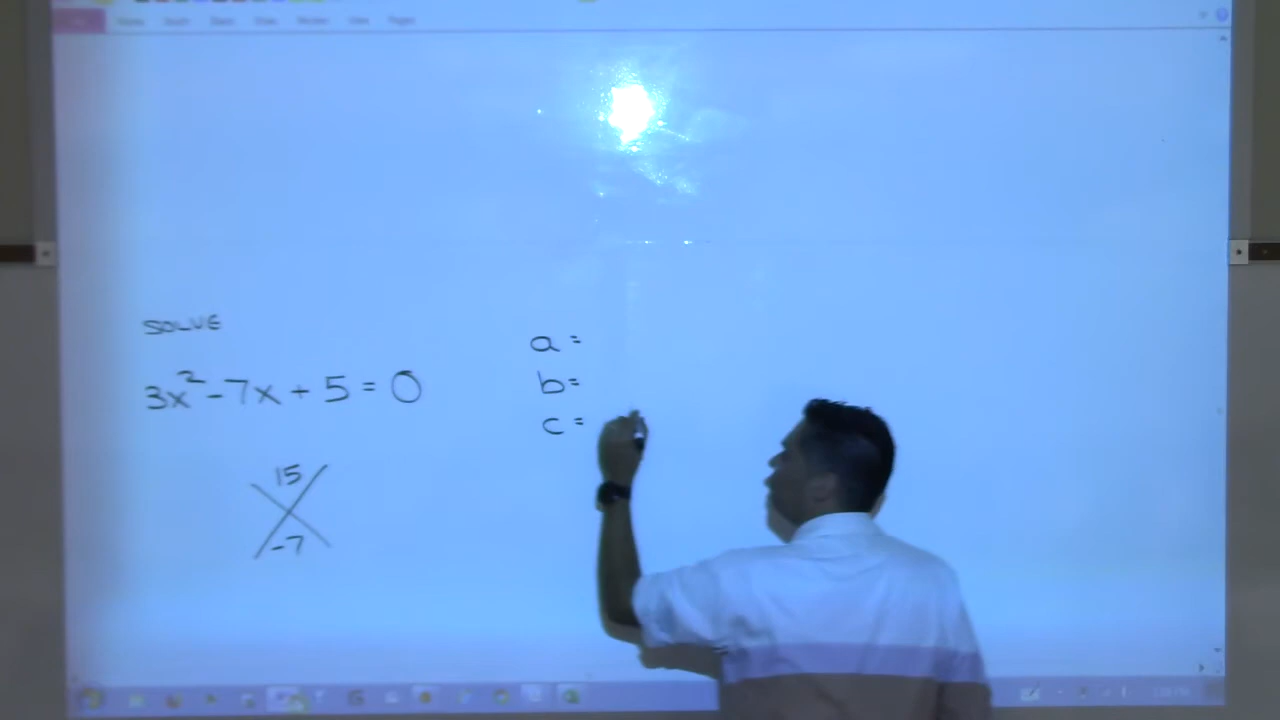 SOLVE
3x²-7x+5=0
15
-7
a=
b=
c=